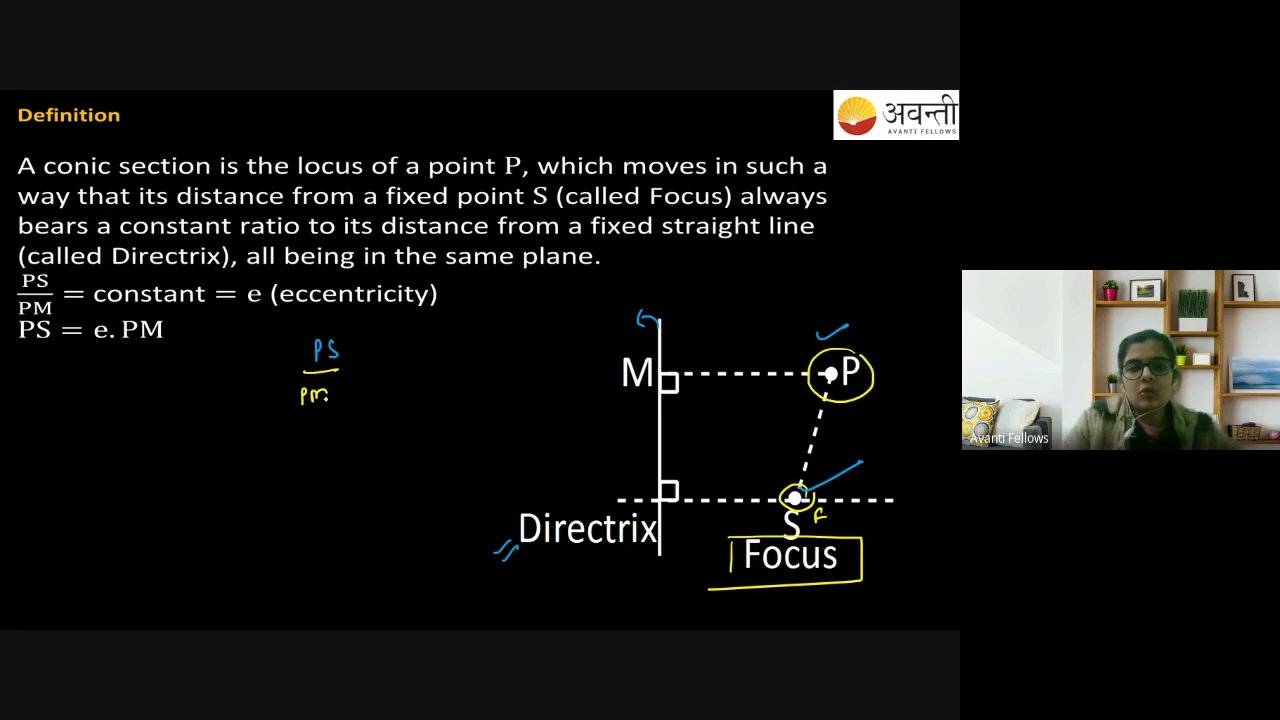 Definition
अवन्ती
AVANTI FELLOWS
A conic section is the locus of a point P, which moves in such a
way that its distance from a fixed point S (called Focus) always
bears a constant ratio to its distance from a fixed straight line
(called Directrix), all being in the same plane.
PS
PM = constant = e (eccentricity)
PS = e. PM
PS
PM
M
P
S F
Directrix
Focus
Avanti Fellows